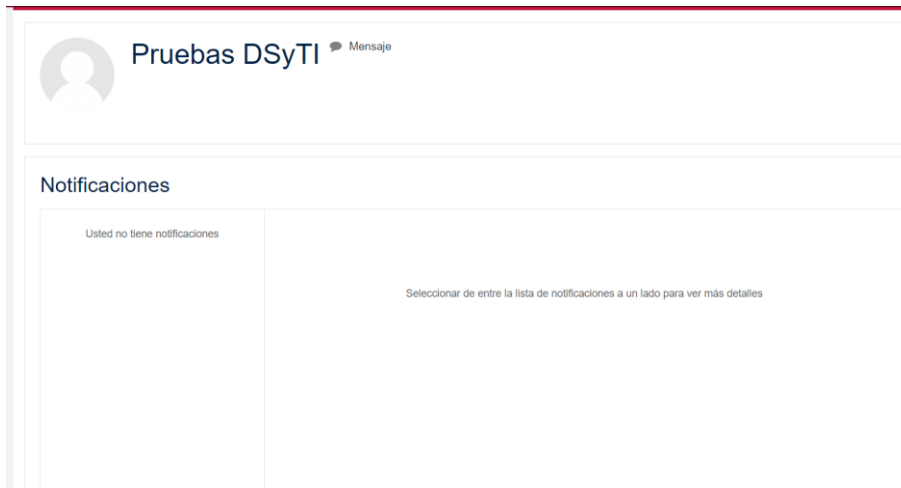 Pruebas DSyTI
Mensaje
Notificaciones
Usted no tiene notificaciones
Seleccionar de entre la lista de notificaciones a un lado para ver más detalles